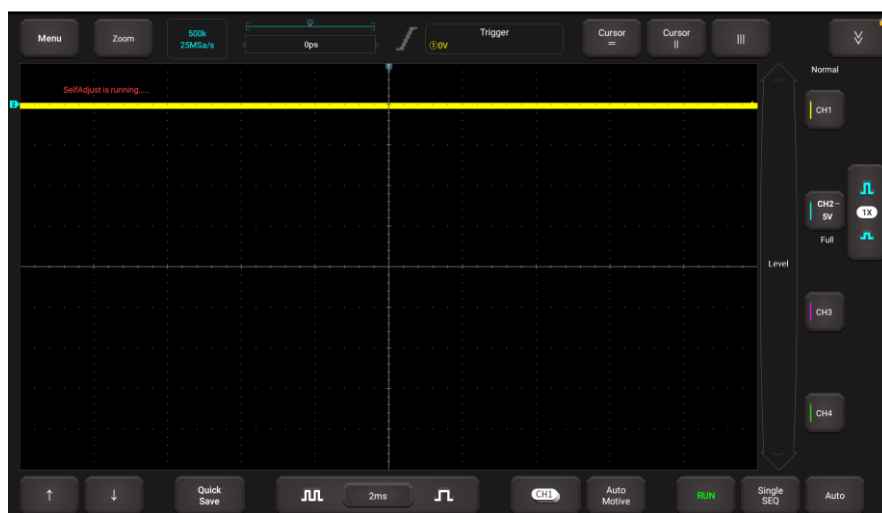 Menu
Zoom
500k
25MSa/s
0ps
Trigger
①0V
Cursor
=
Cursor
||
|||
SelfAdjust is running......
2
Normal
CH1
CH2
5V
Full
1X
Level
CH3
CH4
↑
↓
Quick
Save
2ms
CH1
Auto
Motive
RUN
Single
SEQ
Auto